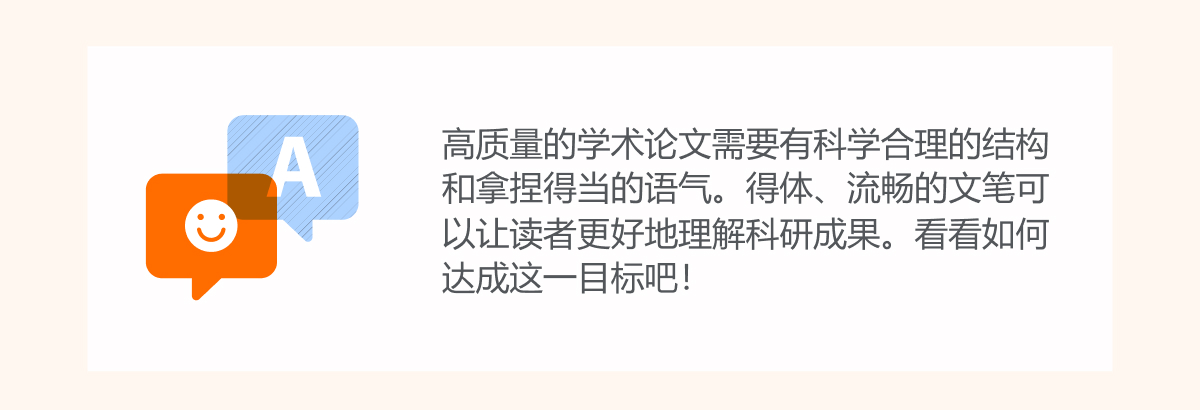 A
高质量的学术论文需要有科学合理的结构
和拿捏得当的语气。得体、流畅的文笔可
以让读者更好地理解科研成果。看看如何
达成这一目标吧！